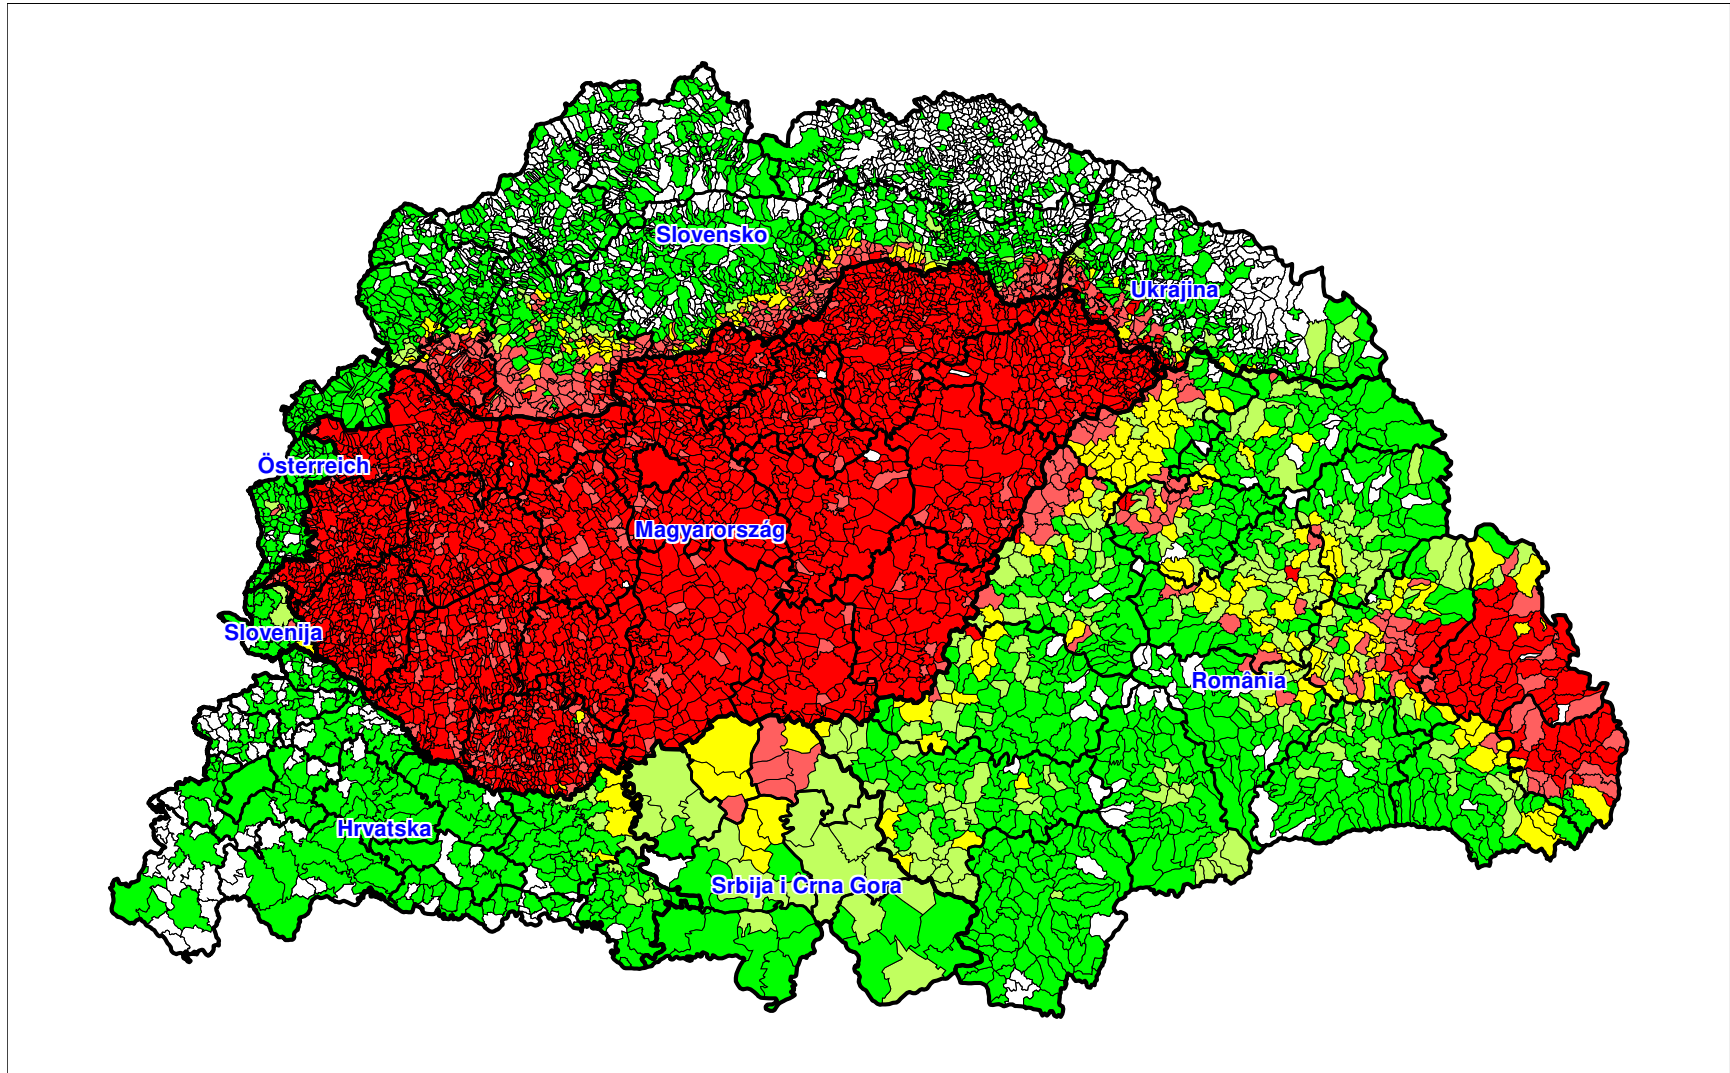 Slovensko
Ukrajina
Österreich
Magyarország
Slovenija
România
Hrvatska
Srbija i Crna Gora